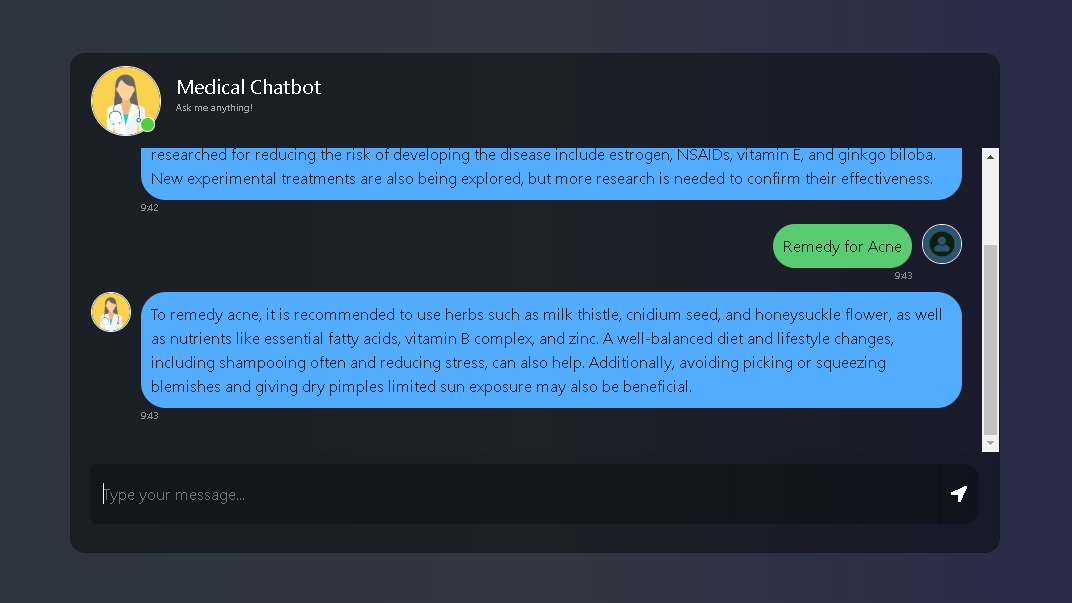 Medical Chatbot
Ask me anything!
researched for reducing the risk of developing the disease include estrogen, NSAIDs, vitamin E, and ginkgo biloba.
New experimental treatments are also being explored, but more research is needed to confirm their effectiveness.
9:42
Remedy for Acne
9:43
To remedy acne, it is recommended to use herbs such as milk thistle, cnidium seed, and honeysuckle flower, as well
as nutrients like essential fatty acids, vitamin B complex, and zinc. A well-balanced diet and lifestyle changes,
including shampooing often and reducing stress, can also help. Additionally, avoiding picking or squeezing
blemishes and giving dry pimples limited sun exposure may also be beneficial.
9:43
Type your message...